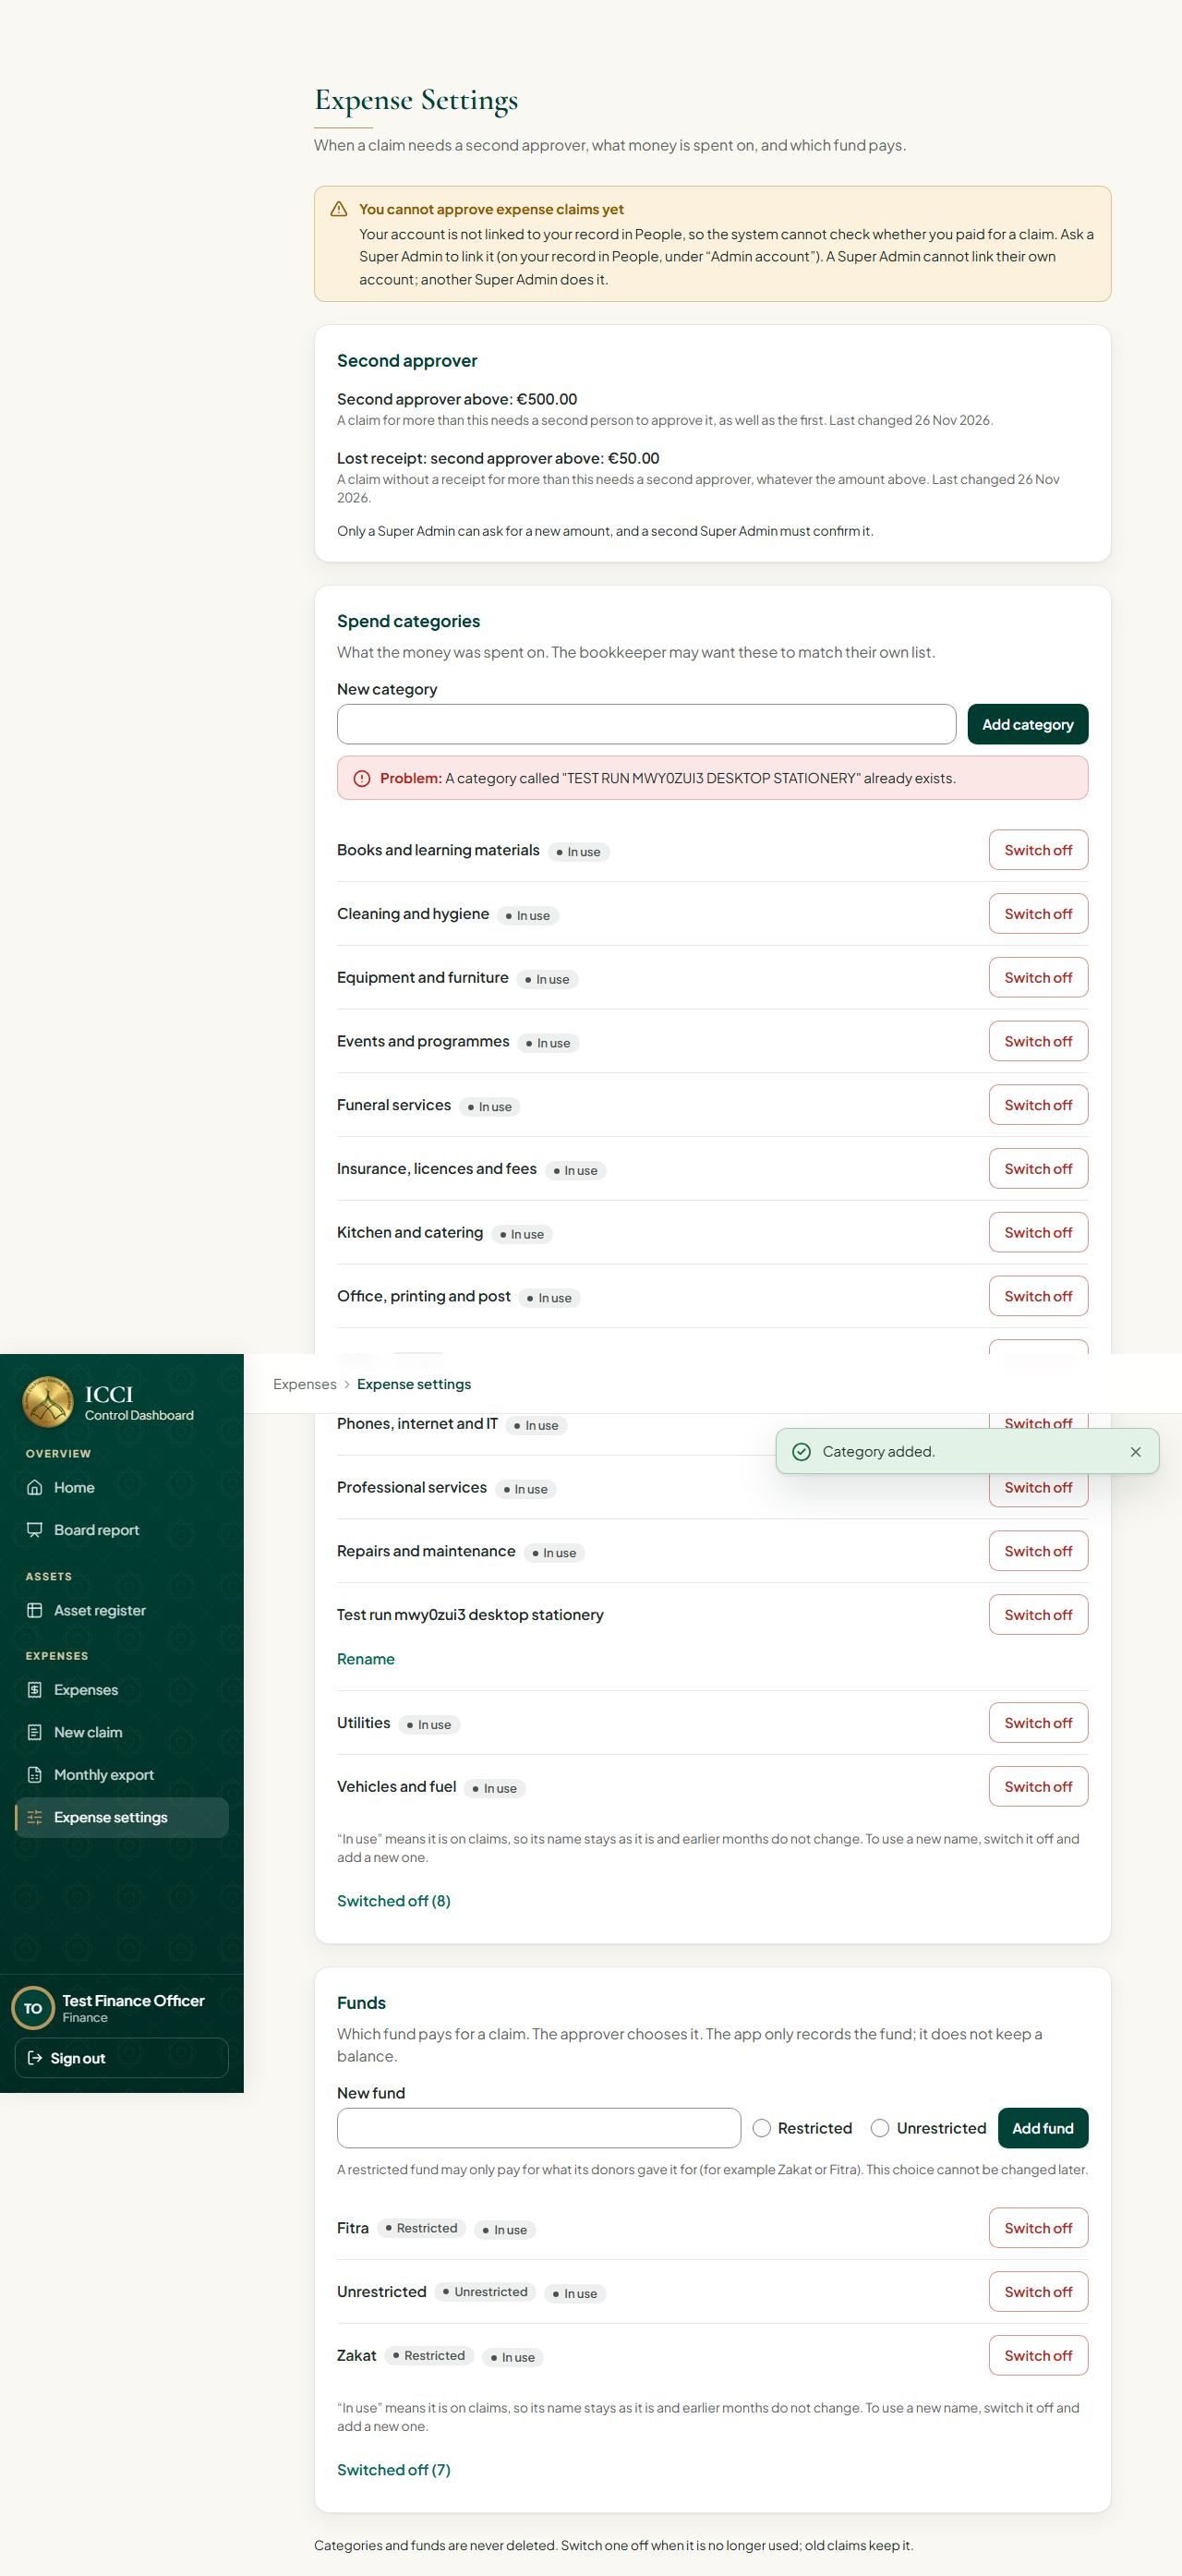 Expense Settings
When a claim needs a second approver, what money is spent on, and which fund pays.
You cannot approve expense claims yet
Your account is not linked to your record in People, so the system cannot check whether you paid for a claim. Ask a
Super Admin to link it (on your record in People, under “Admin account”). A Super Admin cannot link their own
account; another Super Admin does it.
Second approver
Second approver above: €500.00
A claim for more than this needs a second person to approve it, as well as the first. Last changed 26 Nov 2026.
Lost receipt: second approver above: €50.00
A claim without a receipt for more than this needs a second approver, whatever the amount above. Last changed 26 Nov
2026.
Only a Super Admin can ask for a new amount, and a second Super Admin must confirm it.
Spend categories
What the money was spent on. The bookkeeper may want these to match their own list.
New category
Add category
Problem: A category called "TEST RUN MWY0ZUI3 DESKTOP STATIONERY" already exists.
Books and learning materials In use Switch off
Cleaning and hygiene In use Switch off
Equipment and furniture In use Switch off
Events and programmes In use Switch off
Funeral services In use Switch off
Insurance, licences and fees In use Switch off
Kitchen and catering In use Switch off
Office, printing and post In use Switch off
ICCI
Control Dashboard
OVERVIEW
Home
Board report
ASSETS
Asset register
EXPENSES
Expenses
New claim
Monthly export
Expense settings
TO
Test Finance Officer
Finance
Sign out
Expenses › Expense settings
Phones, internet and IT In use Switch off
Category added.
Professional services In use Switch off
Repairs and maintenance In use Switch off
Test run mwy0zui3 desktop stationery Switch off
Rename
Utilities In use Switch off
Vehicles and fuel In use Switch off
“In use” means it is on claims, so its name stays as it is and earlier months do not change. To use a new name, switch it off and
add a new one.
Switched off (8)
Funds
Which fund pays for a claim. The approver chooses it. The app only records the fund; it does not keep a
balance.
New fund
Restricted Unrestricted Add fund
A restricted fund may only pay for what its donors gave it for (for example Zakat or Fitra). This choice cannot be changed later.
Fitra Restricted In use Switch off
Unrestricted Unrestricted In use Switch off
Zakat Restricted In use Switch off
“In use” means it is on claims, so its name stays as it is and earlier months do not change. To use a new name, switch it off and
add a new one.
Switched off (7)
Categories and funds are never deleted. Switch one off when it is no longer used; old claims keep it.